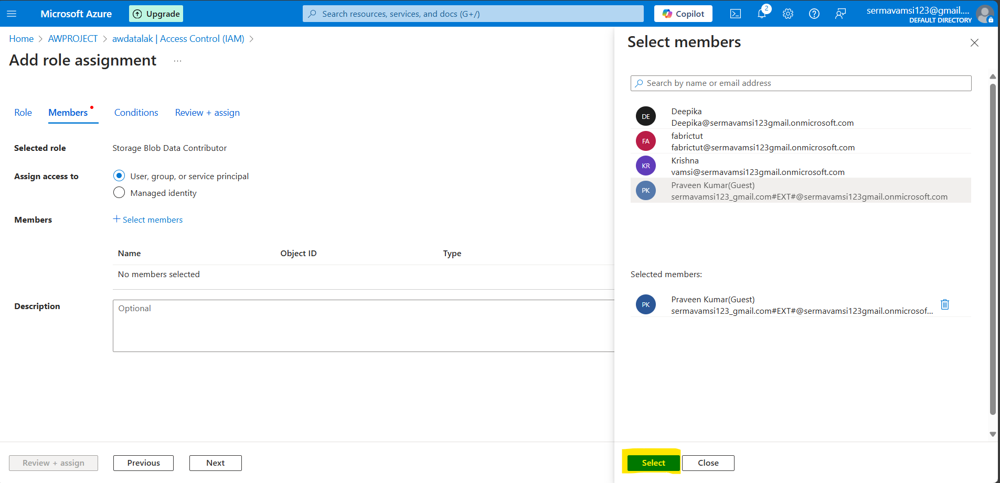 Microsoft Azure
Upgrade
Search resources, services, and docs (G+/)
Copilot
2
sermavamsi123@gmail....
DEFAULT DIRECTORY
Home > AWPROJECT > awdatalak | Access Control (IAM) >
Add role assignment ...
Role
Members
Conditions
Review + assign
Selected role
Storage Blob Data Contributor
Assign access to
User, group, or service principal
Managed identity
Members
+ Select members
Name
Object ID
Type
No members selected
Description
Optional
Review + assign
Previous
Next
Select members
Search by name or email address
DE
Deepika
Deepika@sermavamsi123gmail.onmicrosoft.com
FA
fabrictut
fabrictut@sermavamsi123gmail.onmicrosoft.com
KR
Krishna
vamsi@sermavamsi123gmail.onmicrosoft.com
PK
Praveen Kumar(Guest)
sermavamsi123_gmail.com#EXT#@sermavamsi123gmail.onmicrosoft.com
Selected members:
PK
Praveen Kumar(Guest)
sermavamsi123_gmail.com#EXT#@sermavamsi123gmail.onmicrosof...
Select
Close